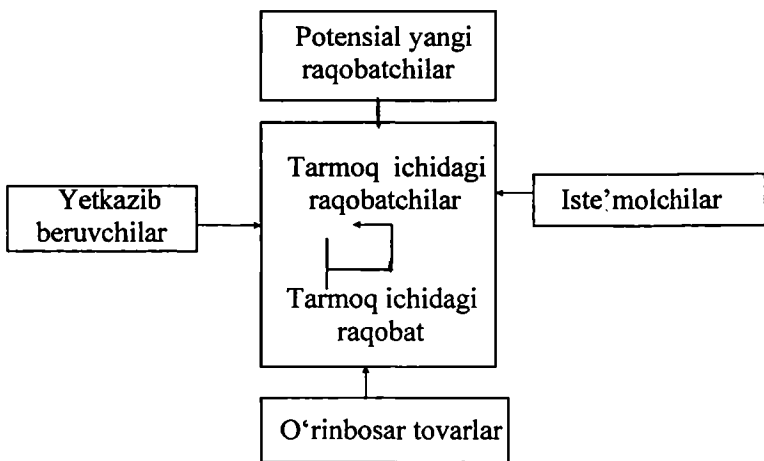 Potensial yangi
raqobatchilar
Tarmoq ichidagi
raqobatchilar
Yetkazib
beruvchilar
Iste’molchilar
Tarmoq ichidagi
raqobat
O‘rinbosar tovarlar